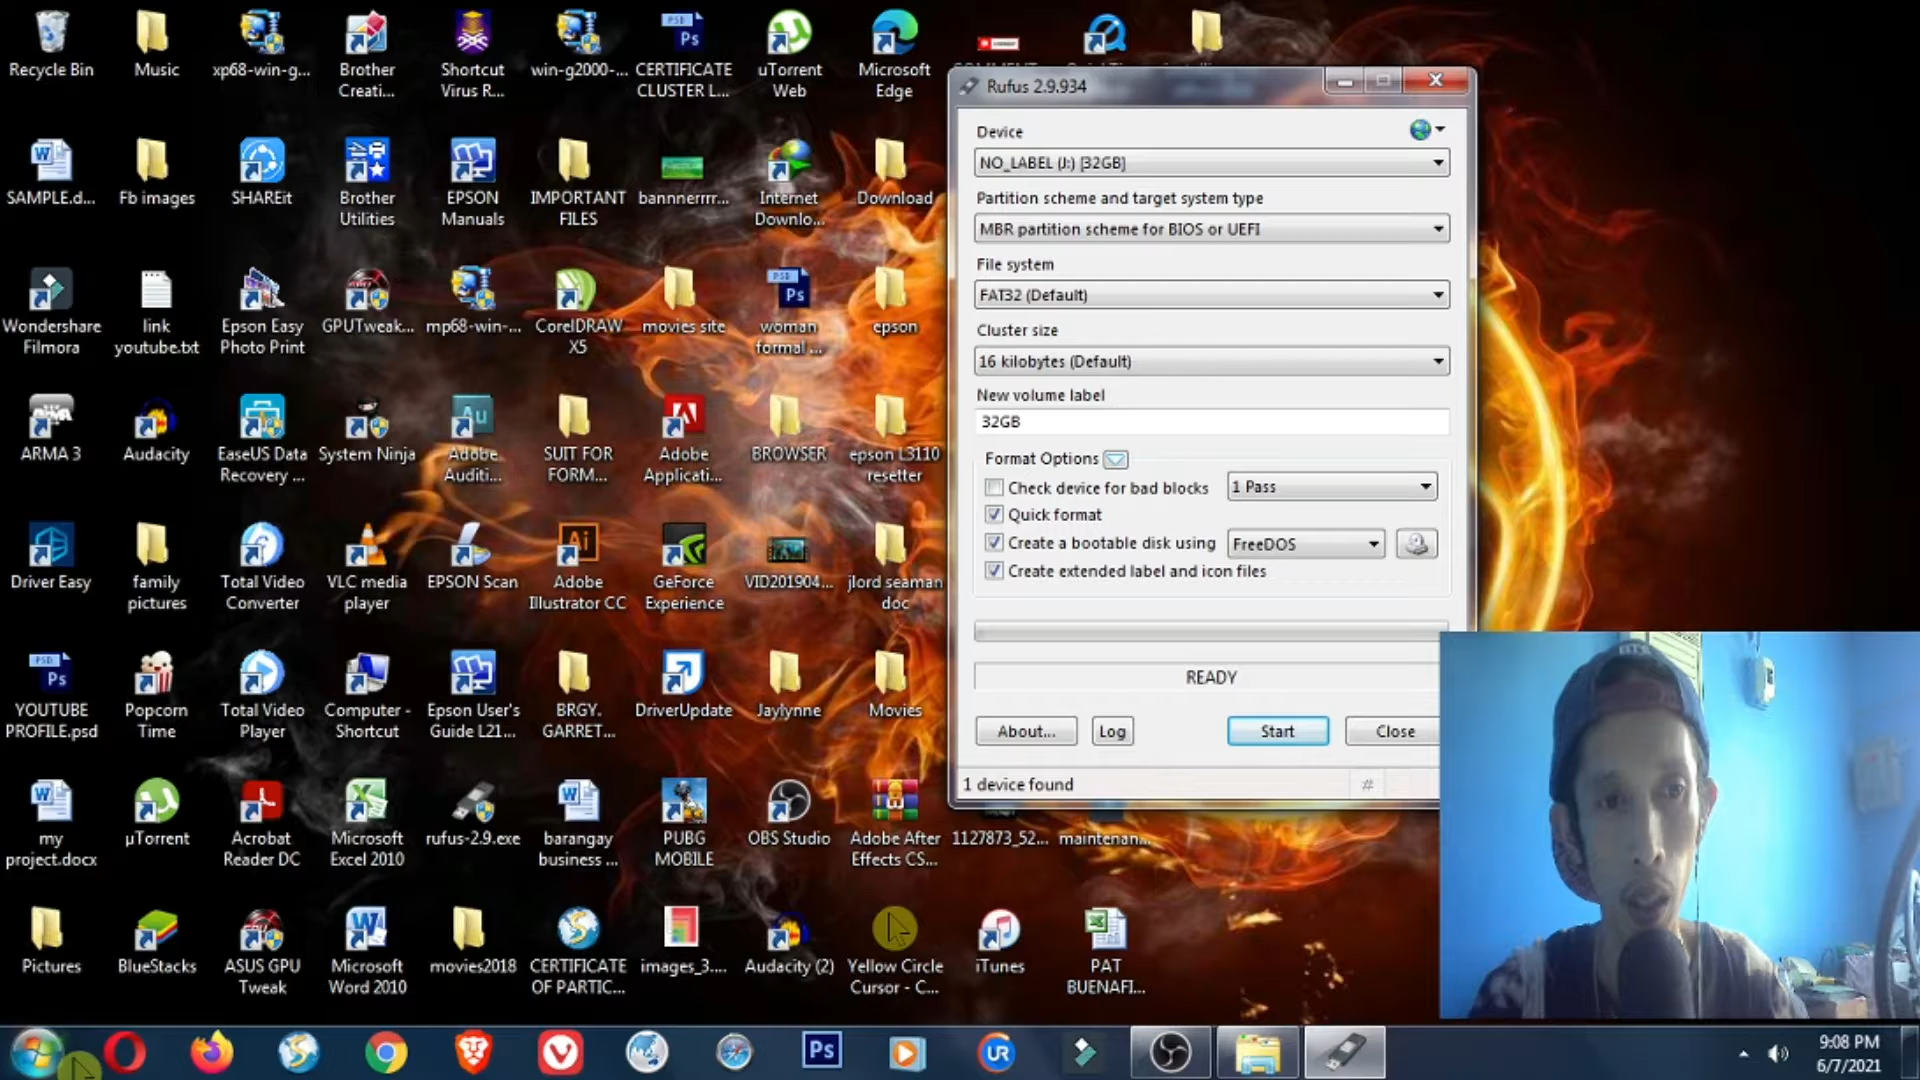 Recycle Bin
Music
xp68-win-g...
Brother
Creati...
Shortcut
Virus R...
win-g2000-...
CERTIFICATE
CLUSTER L...
uTorrent
Web
Microsoft
Edge
SAMPLE.d...
Fb images
SHAREit
Brother
Utilities
EPSON
Manuals
IMPORTANT
FILES
bannnerrrr...
Internet
Downlo...
Download
Wondershare
Filmora
link
youtube.txt
Epson Easy
Photo Print
GPUTweak...
mp68-win-...
CorelDRAW
X5
movies site
woman
formal ...
epson
ARMA 3
Audacity
EaseUS Data
Recovery ...
System Ninja
Adobe
Auditi...
SUIT FOR
FORM...
Adobe
Applicati...
BROWSER
epson L3110
resetter
Driver Easy
family
pictures
Total Video
Converter
VLC media
player
EPSON Scan
Adobe
Illustrator CC
GeForce
Experience
VID201904...
jlord seaman
doc
YOUTUBE
PROFILE.psd
Popcorn
Time
Total Video
Player
Computer -
Shortcut
Epson User's
Guide L21...
BRGY.
GARRET...
DriverUpdate
Jaylynne
Movies
my
project.docx
µTorrent
Acrobat
Reader DC
Microsoft
Excel 2010
rufus-2.9.exe
barangay
business ...
PUBG
MOBILE
OBS Studio
Adobe After
Effects CS...
1127873_52...
maintenan...
Pictures
BlueStacks
ASUS GPU
Tweak
Microsoft
Word 2010
movies2018
CERTIFICATE
OF PARTIC...
images_3....
Audacity (2)
Yellow Circle
Cursor - C...
iTunes
PAT
BUENAFI...
Rufus 2.9.934
Device
NO_LABEL (J:) [32GB]
Partition scheme and target system type
MBR partition scheme for BIOS or UEFI
File system
FAT32 (Default)
Cluster size
16 kilobytes (Default)
New volume label
32GB
Format Options
Check device for bad blocks
1 Pass
Quick format
Create a bootable disk using
FreeDOS
Create extended label and icon files
READY
About...
Log
Start
Close
1 device found
#
BTS
9:08 PM
6/7/2021